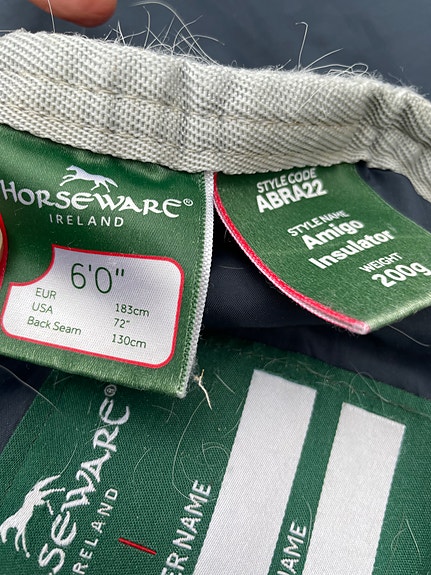 HORSEWARE®
IRELAND
6'0"
EUR 183cm
USA 72"
Back Seam 130cm
STYLE CODE
ABRA22
STYLE NAME
Amigo
Insulator
WEIGHT
200g
HORSEWARE®
IRELAND
NAME
NAME